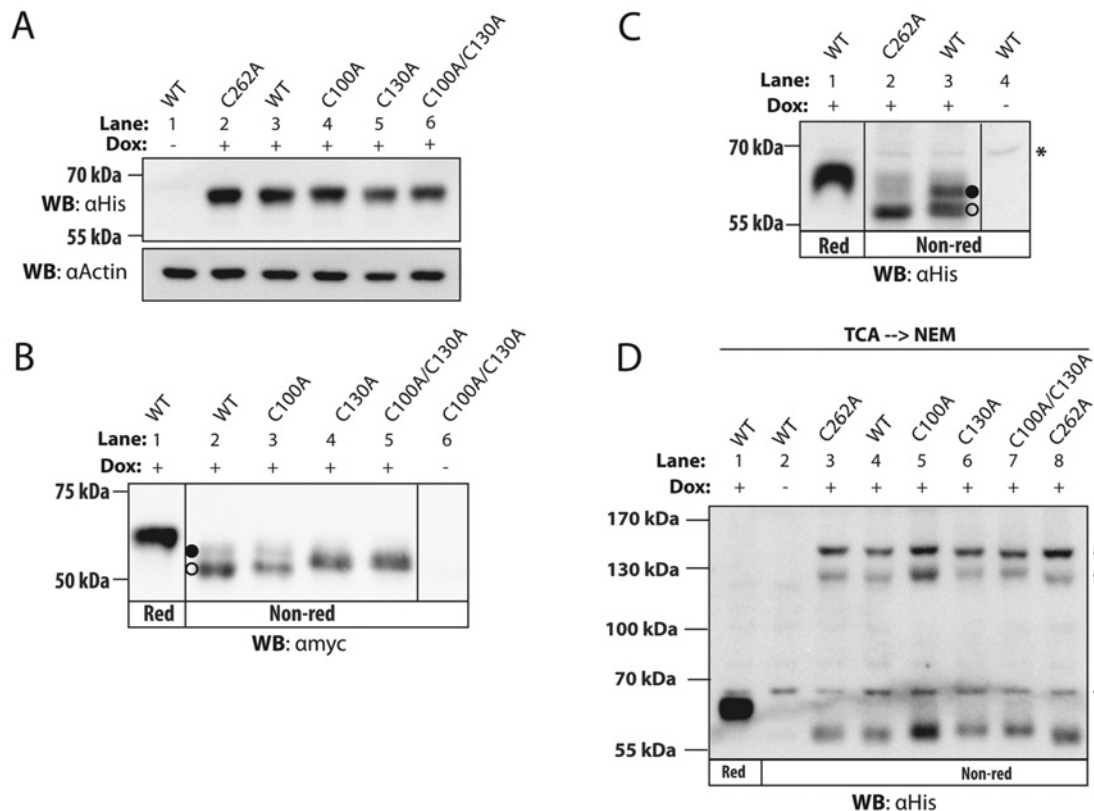 A
WT
C262A
WT
C100A
C130A
C100A/C130A
Lane: 1 2 3 4 5 6
Dox: - + + + + +
70 kDa
WB: αHis
55 kDa
WB: αActin
B
WT
WT
C100A
C130A
C100A/C130A
C100A/C130A
Lane: 1 2 3 4 5 6
Dox: + + + + + -
75 kDa
50 kDa
Red Non-red
WB: αmyc
C
WT
C262A
WT
WT
Lane: 1 2 3 4
Dox: + + + -
70 kDa
*
55 kDa
Red Non-red
WB: αHis
D
TCA --> NEM
WT
WT
C262A
WT
C100A
C130A
C100A/C130A
C262A
Lane: 1 2 3 4 5 6 7 8
Dox: + - + + + + + +
170 kDa
130 kDa
100 kDa
70 kDa
55 kDa
Red Non-red
WB: αHis